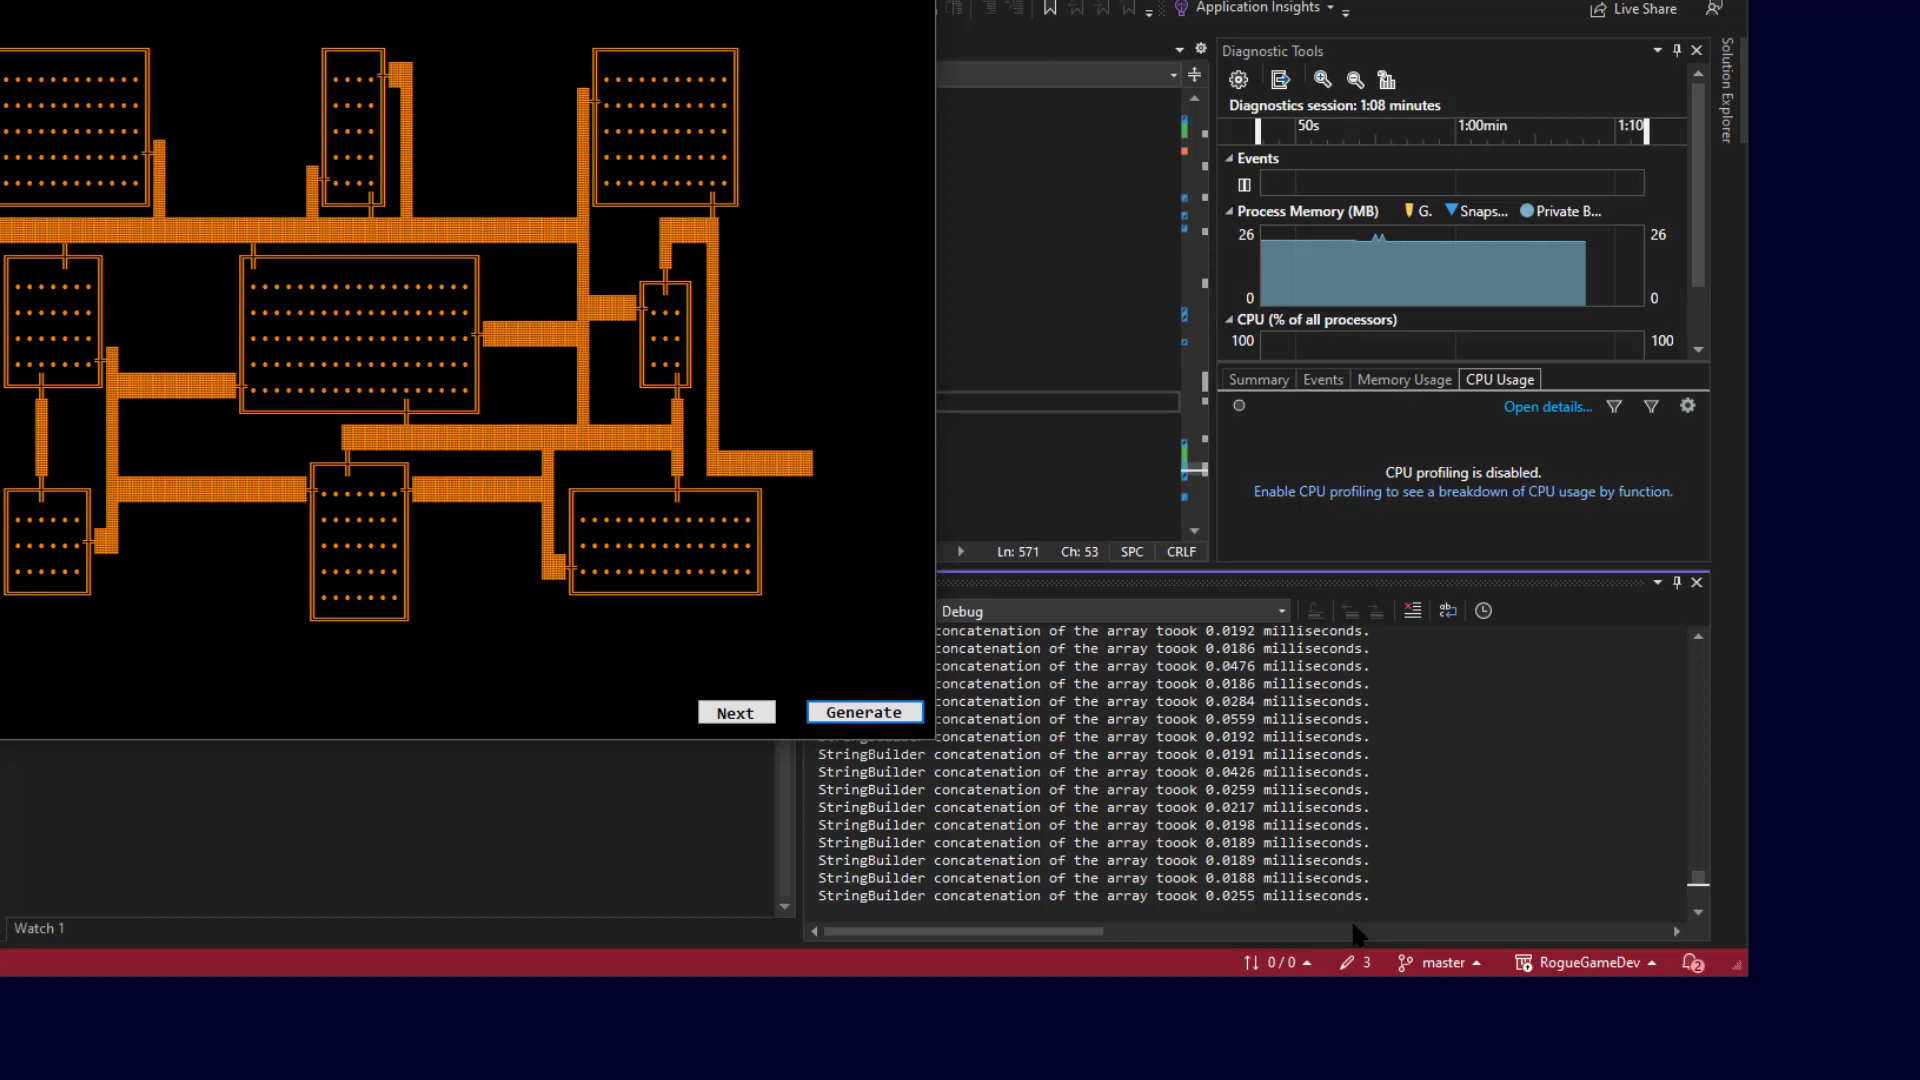 Application Insights
Live Share
Diagnostic Tools
Solution Explorer
Diagnostics session: 1:08 minutes
50s 1:00min 1:10
Events
Process Memory (MB) G. Snaps... Private B...
26 26
0 0
CPU (% of all processors)
100 100
Summary Events Memory Usage CPU Usage
Open details...
CPU profiling is disabled.
Enable CPU profiling to see a breakdown of CPU usage by function.
Ln: 571 Ch: 53 SPC CRLF
Debug
concatenation of the array toook 0.0192 milliseconds.
concatenation of the array toook 0.0186 milliseconds.
concatenation of the array toook 0.0476 milliseconds.
concatenation of the array toook 0.0186 milliseconds.
concatenation of the array toook 0.0284 milliseconds.
concatenation of the array toook 0.0559 milliseconds.
StringBuilder concatenation of the array toook 0.0192 milliseconds.
StringBuilder concatenation of the array toook 0.0191 milliseconds.
StringBuilder concatenation of the array toook 0.0426 milliseconds.
StringBuilder concatenation of the array toook 0.0259 milliseconds.
StringBuilder concatenation of the array toook 0.0217 milliseconds.
StringBuilder concatenation of the array toook 0.0198 milliseconds.
StringBuilder concatenation of the array toook 0.0189 milliseconds.
StringBuilder concatenation of the array toook 0.0189 milliseconds.
StringBuilder concatenation of the array toook 0.0188 milliseconds.
StringBuilder concatenation of the array toook 0.0255 milliseconds.
Next Generate
Watch 1
0/0 3 master RogueGameDev 2